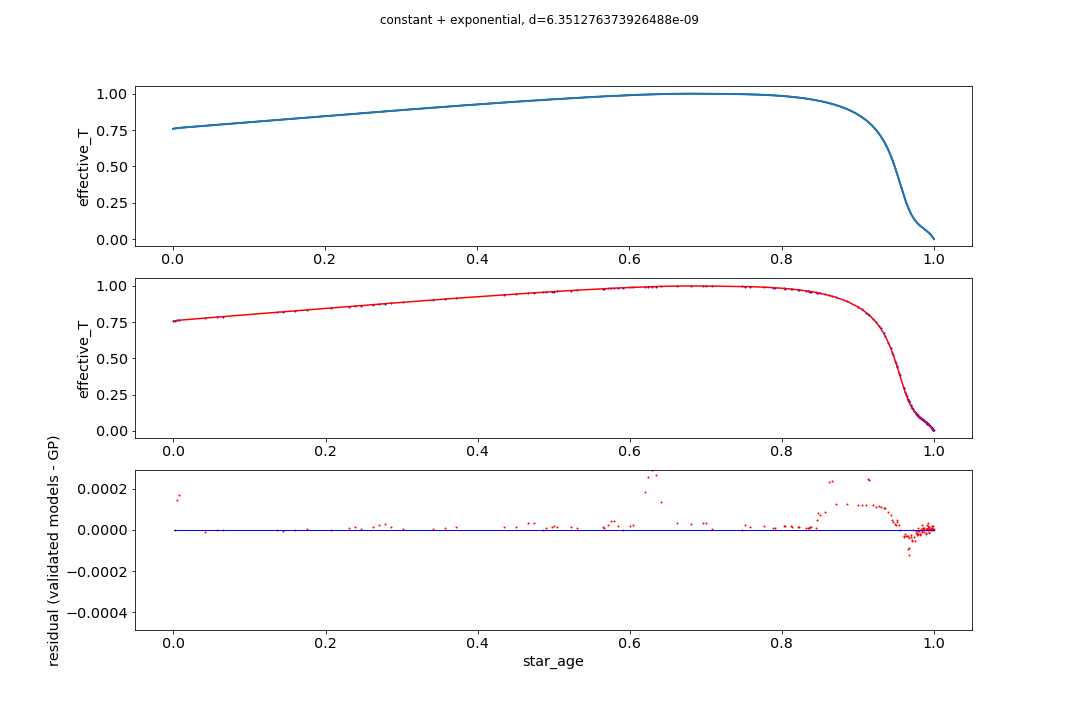 constant + exponential, d=6.351276373926488e-09
effective_T
1.00
0.75
0.50
0.25
0.00
0.0 0.2 0.4 0.6 0.8 1.0
effective_T
1.00
0.75
0.50
0.25
0.00
0.0 0.2 0.4 0.6 0.8 1.0
residual (validated models - GP)
0.0002
0.0000
−0.0002
−0.0004
0.0 0.2 0.4 0.6 0.8 1.0
star_age